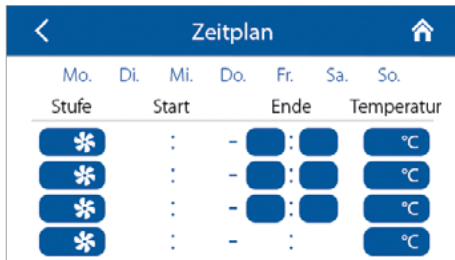 Zeitplan
Mo. Di. Mi. Do. Fr. Sa. So.
Stufe Start Ende Temperatur
: - : °C
: - : °C
: - : °C
: - : °C